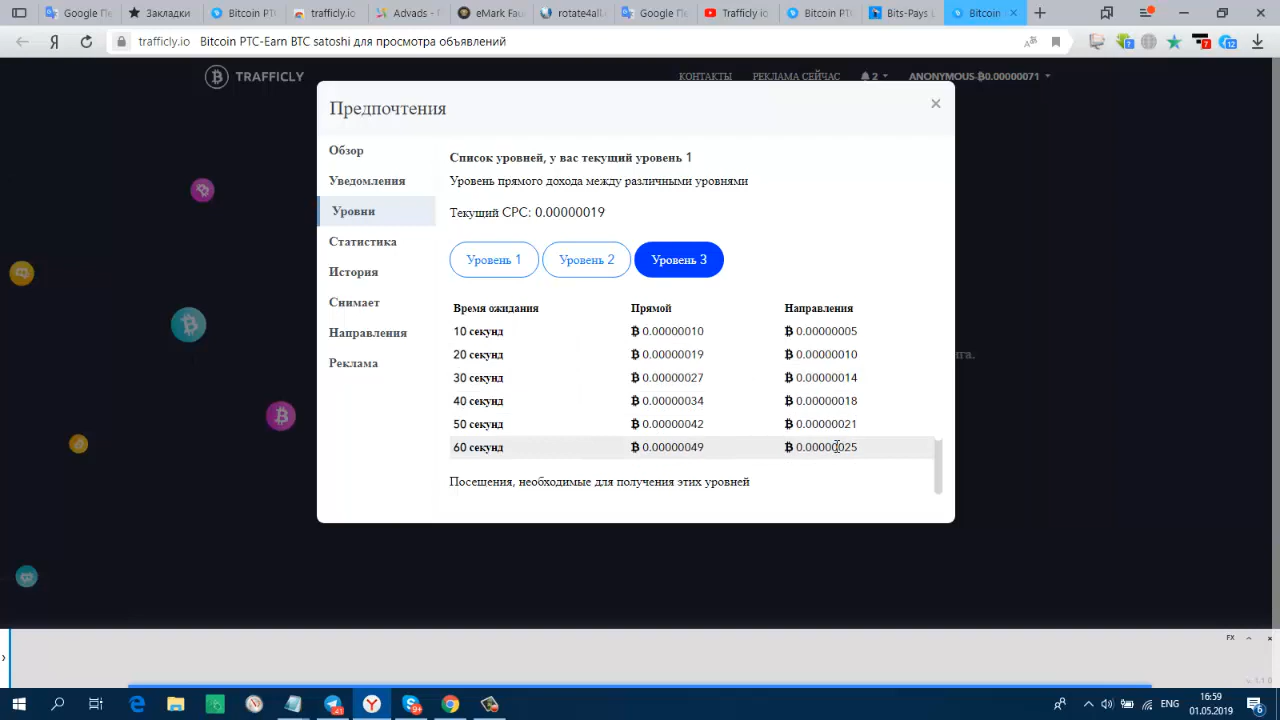 Google Пе
Закладки
Bitcoin PT
trafficly.io
Advads -
eMark Fau
rotate4all.
Google Пе
Trafficly io
Bitcoin PT
Bits-Pays L
Bitcoin
trafficly.io Bitcoin PTC-Earn BTC satoshi для просмотра объявлений
TRAFFICLY
КОНТАКТЫ РЕКЛАМА СЕЙЧАС 2 ANONYMOUS-₿0.00000071
Предпочтения
Обзор
Уведомления
Уровни
Статистика
История
Снимает
Направления
Реклама
Список уровней, у вас текущий уровень 1
Уровень прямого дохода между различными уровнями
Текущий CPC: 0.00000019
Уровень 1 Уровень 2 Уровень 3
Время ожидания Прямой Направления
10 секунд ₿ 0.00000010 ₿ 0.00000005
20 секунд ₿ 0.00000019 ₿ 0.00000010
30 секунд ₿ 0.00000027 ₿ 0.00000014
40 секунд ₿ 0.00000034 ₿ 0.00000018
50 секунд ₿ 0.00000042 ₿ 0.00000021
60 секунд ₿ 0.00000049 ₿ 0.00000025
Посещения, необходимые для получения этих уровней
FX
v. 1.1.0
ENG
16:59
01.05.2019